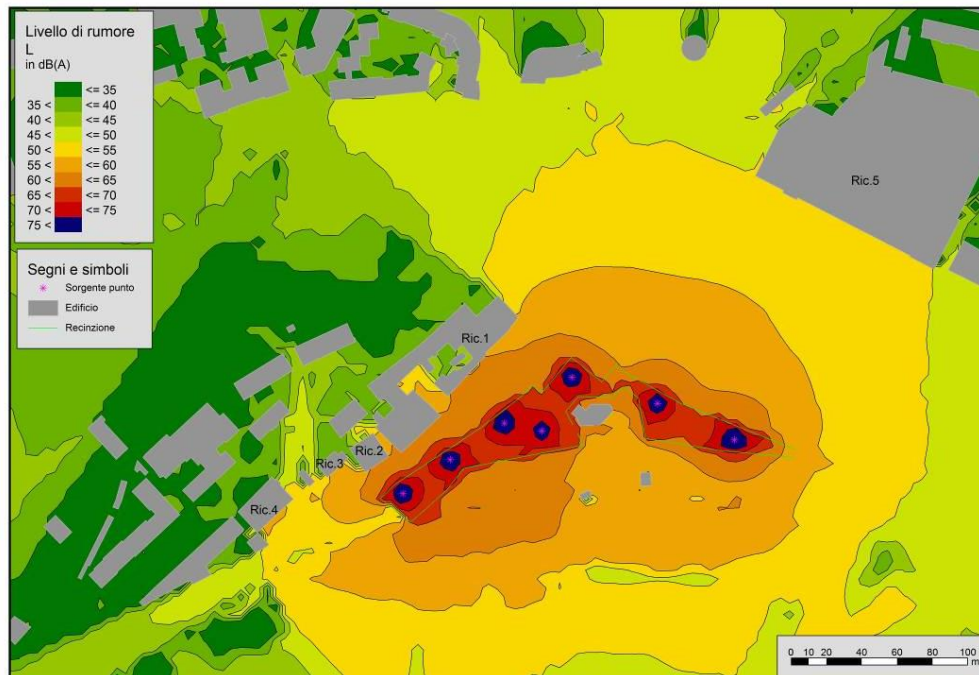 Livello di rumore
L
in dB(A)
<= 35
35 < <= 40
40 < <= 45
45 < <= 50
50 < <= 55
55 < <= 60
60 < <= 65
65 < <= 70
70 < <= 75
75 <
Segni e simboli
Sorgente punto
Edificio
Recinzione
Ric.5
Ric.1
Ric.2
Ric.3
Ric.4
0 10 20 40 60 80 100
m